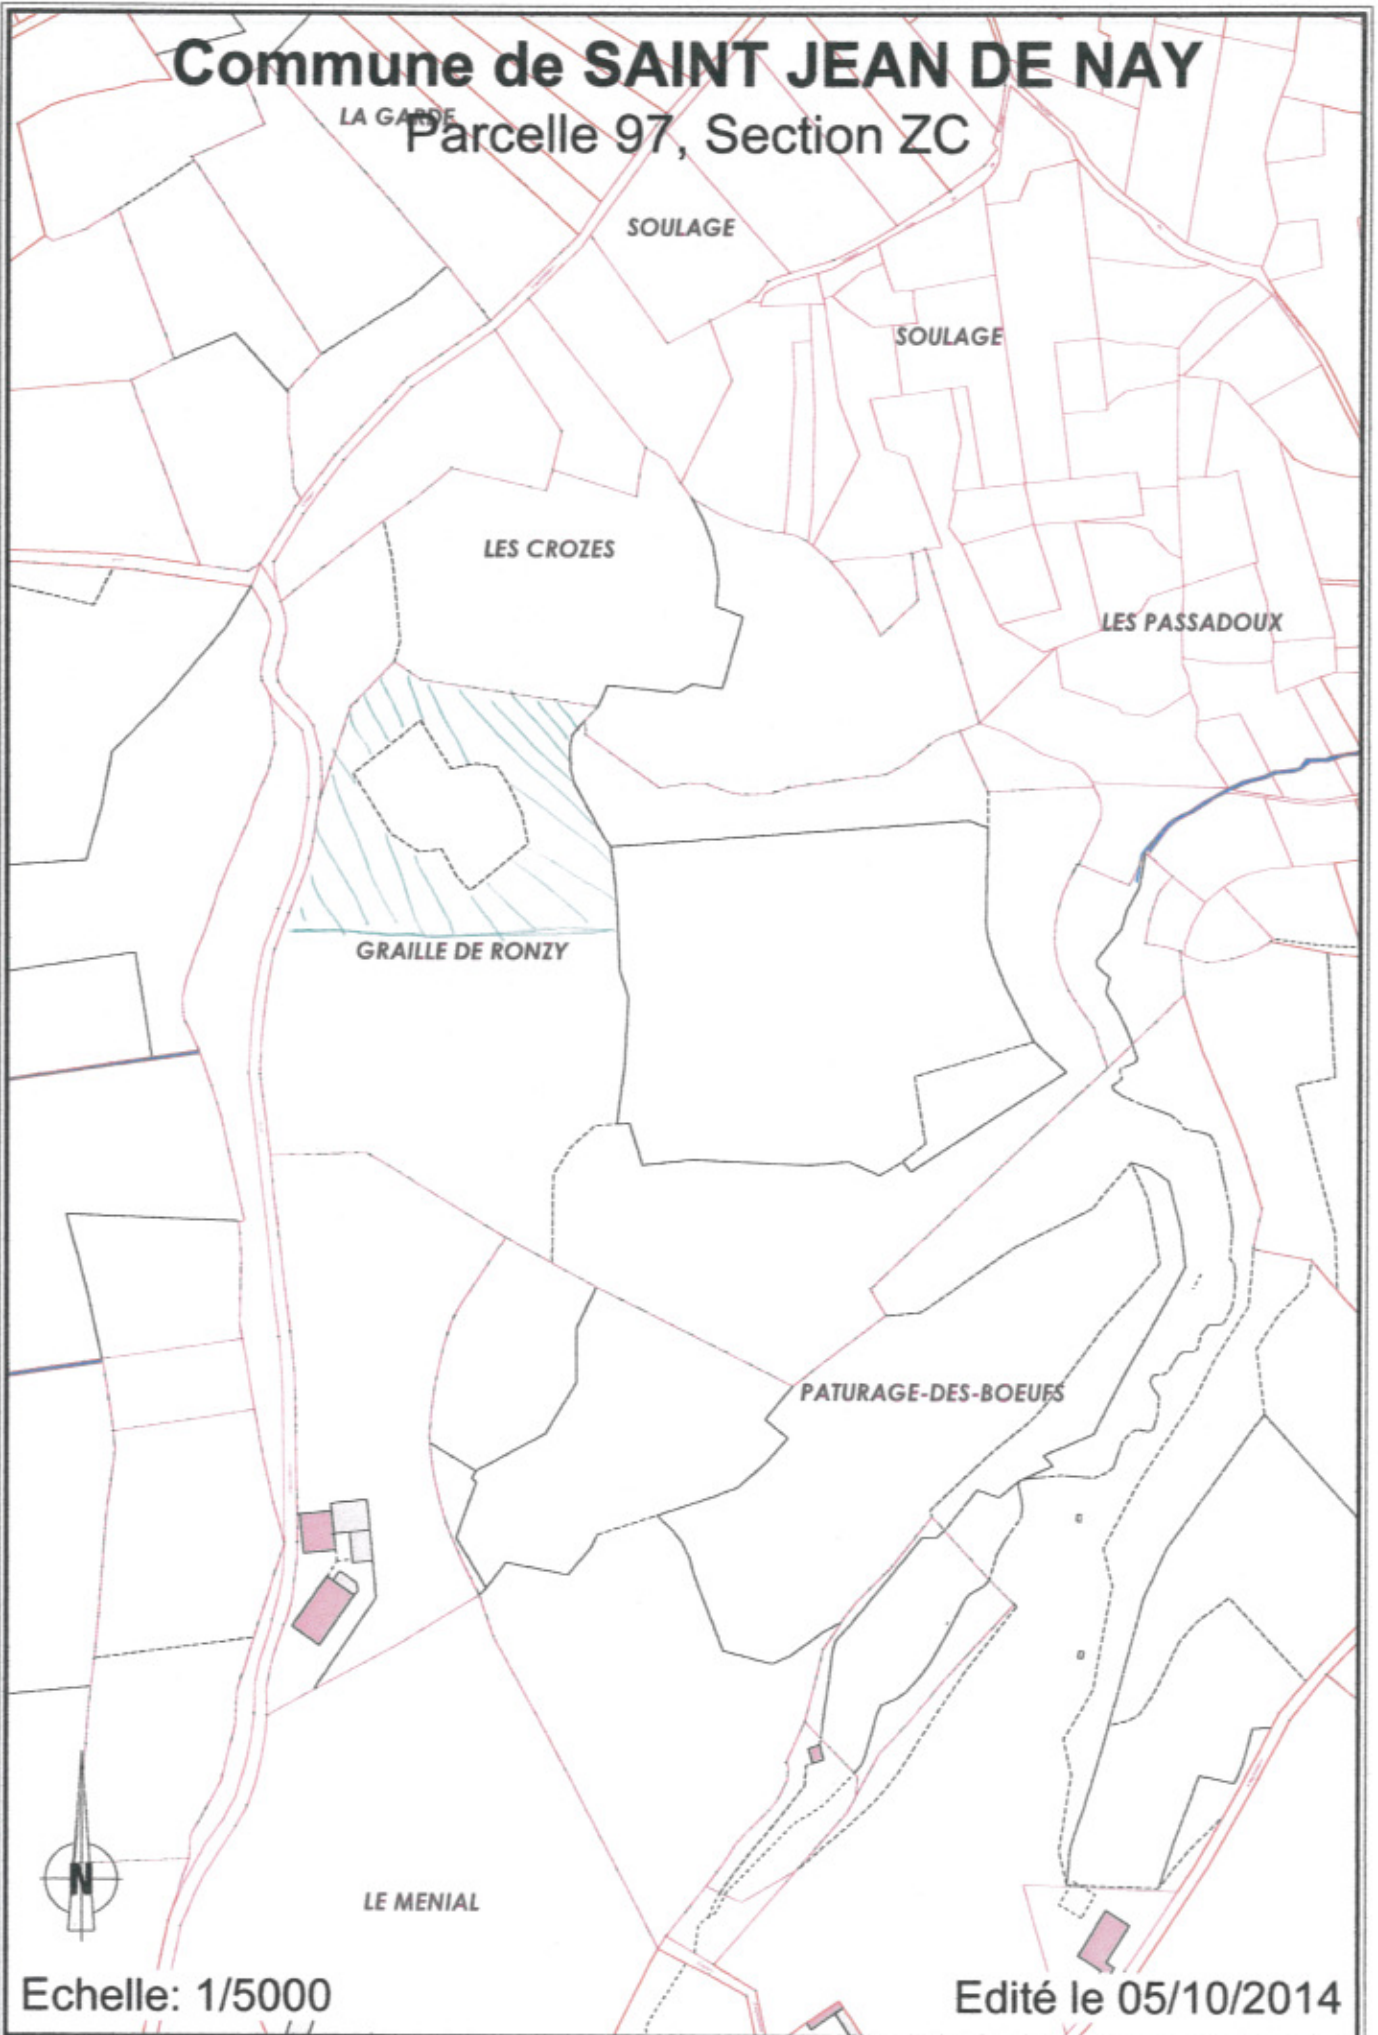 Commune de SAINT JEAN DE NAY
LA GARDE
Parcelle 97, Section ZC
SOULAGE
SOULAGE
LES CROZES
LES PASSADOUX
GRAILLE DE RONZY
PATURAGE-DES-BOEUFS
N
LE MENIAL
Echelle: 1/5000
Edité le 05/10/2014